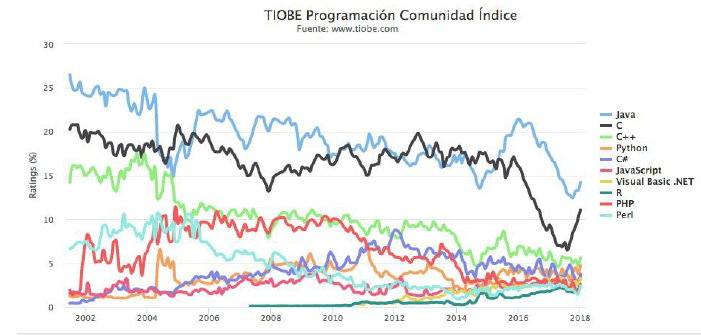 TIOBE Programación Comunidad Índice
Fuente: www.tiobe.com
Ratings (%)
30
25
20
15
10
5
0
2002 2004 2006 2008 2010 2012 2014 2016 2018
Java
C
C++
Python
C#
JavaScript
Visual Basic .NET
R
PHP
Perl